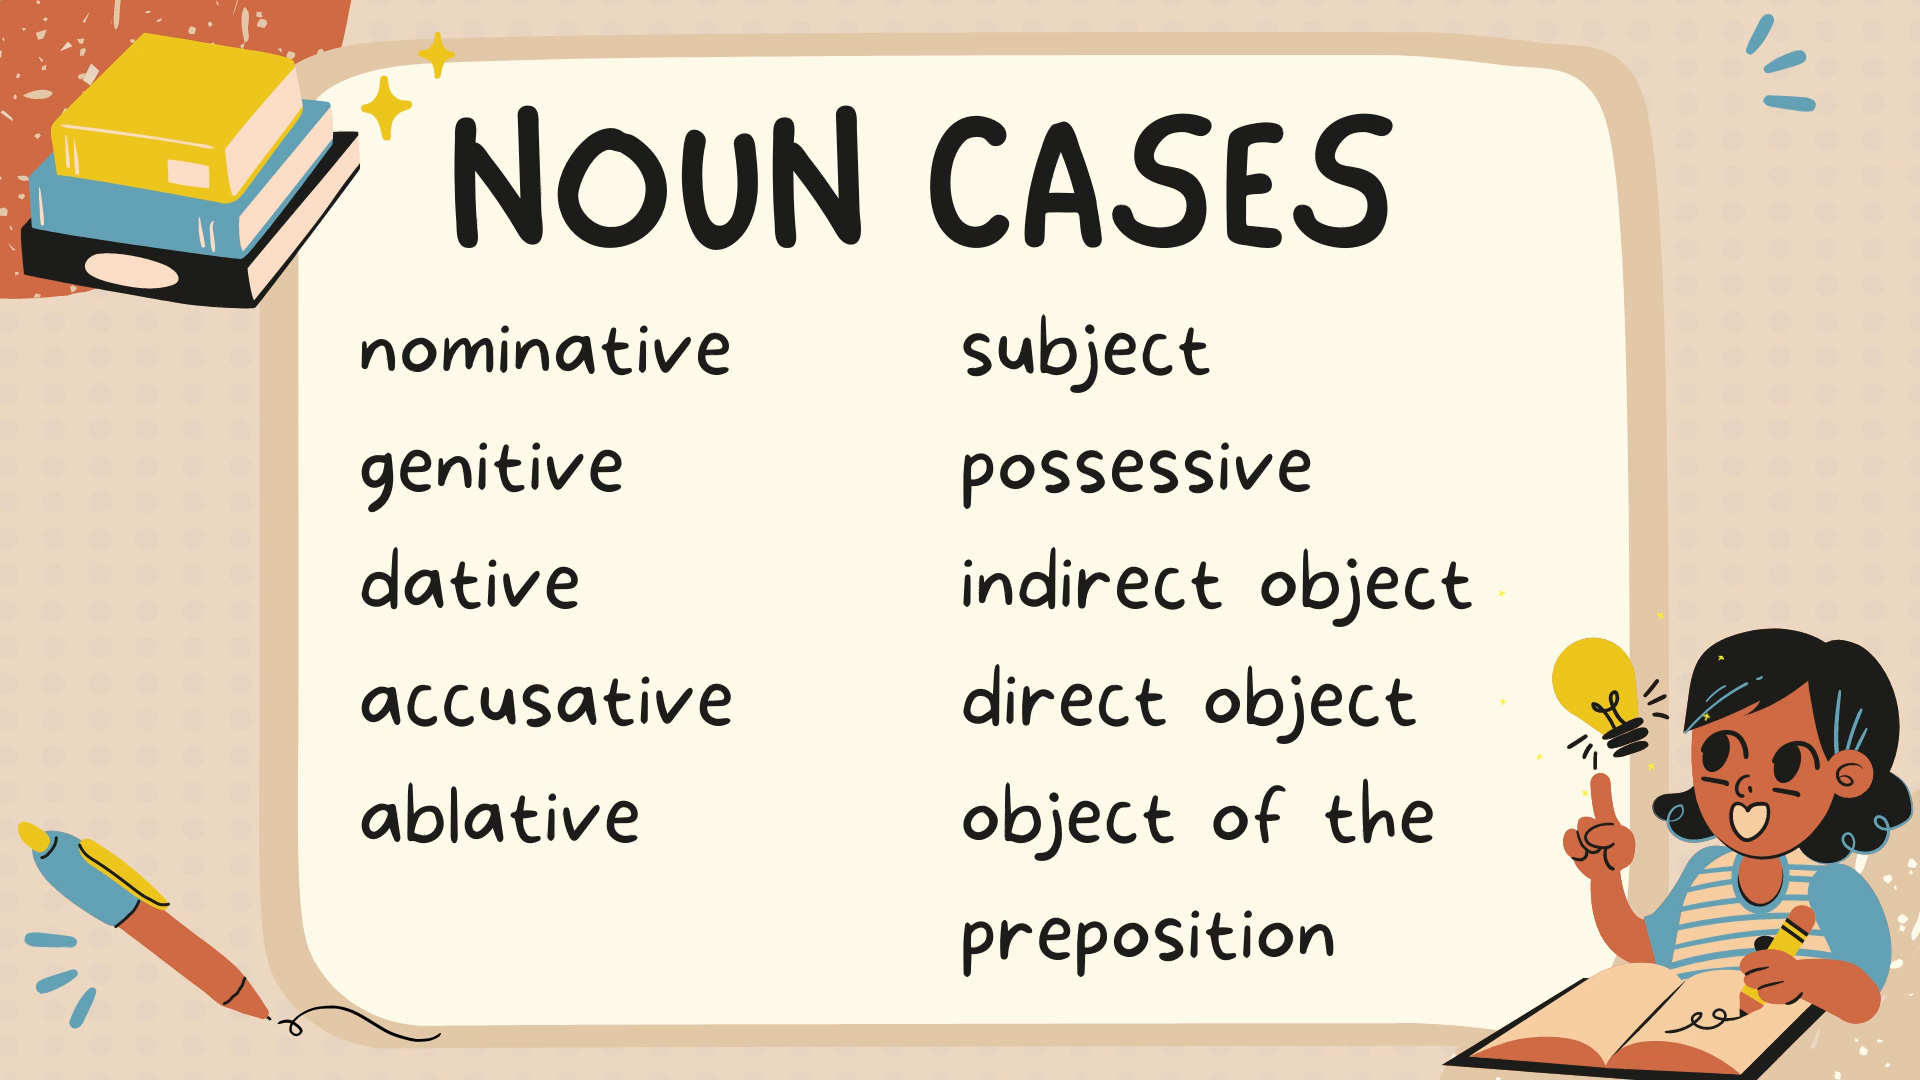 NOUN CASES
nominative subject
genitive possessive
dative indirect object
accusative direct object
ablative object of the
preposition